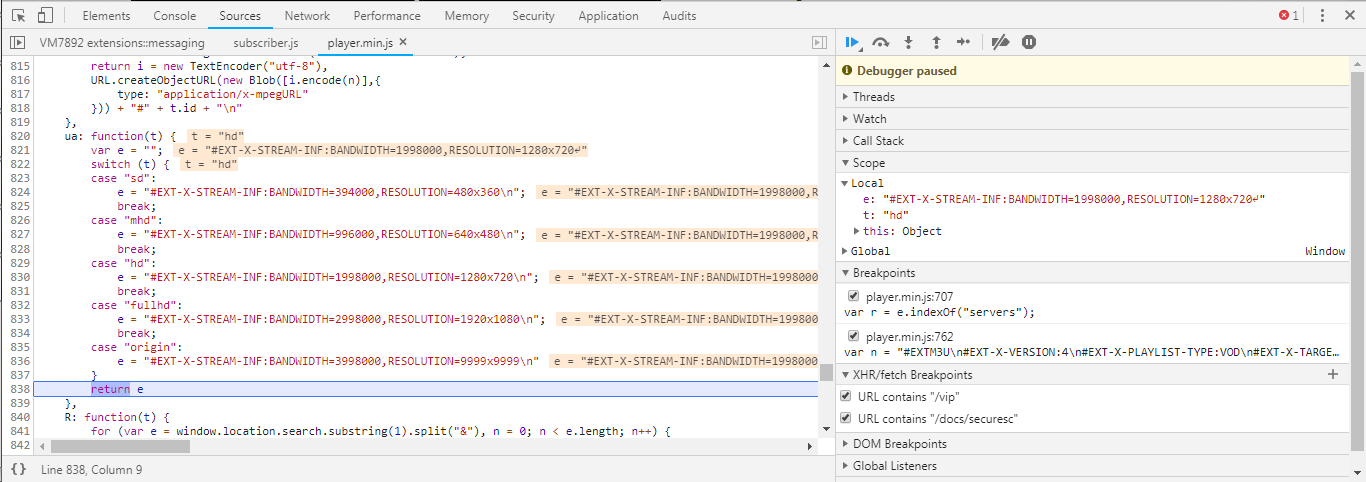 Elements Console Sources Network Performance Memory Security Application Audits 1
VM7892 extensions::messaging subscriber.js player.min.js ×
815 return i = new TextEncoder("utf-8"),
816 URL.createObjectURL(new Blob([i.encode(n)],{
817 type: "application/x-mpegURL"
818 })) + "#" + t.id + "\n"
819 },
820 ua: function(t) { t = "hd"
821 var e = ""; e = "#EXT-X-STREAM-INF:BANDWIDTH=1998000,RESOLUTION=1280x720↵"
822 switch (t) { t = "hd"
823 case "sd":
824 e = "#EXT-X-STREAM-INF:BANDWIDTH=394000,RESOLUTION=480x360\n"; e = "#EXT-X-STREAM-INF:BANDWIDTH=1998000,R
825 break;
826 case "mhd":
827 e = "#EXT-X-STREAM-INF:BANDWIDTH=996000,RESOLUTION=640x480\n"; e = "#EXT-X-STREAM-INF:BANDWIDTH=1998000,R
828 break;
829 case "hd":
830 e = "#EXT-X-STREAM-INF:BANDWIDTH=1998000,RESOLUTION=1280x720\n"; e = "#EXT-X-STREAM-INF:BANDWIDTH=1998000
831 break;
832 case "fullhd":
833 e = "#EXT-X-STREAM-INF:BANDWIDTH=2998000,RESOLUTION=1920x1080\n"; e = "#EXT-X-STREAM-INF:BANDWIDTH=199800
834 break;
835 case "origin":
836 e = "#EXT-X-STREAM-INF:BANDWIDTH=3998000,RESOLUTION=9999x9999\n" e = "#EXT-X-STREAM-INF:BANDWIDTH=1998000
837 }
838 return e
839 },
840 R: function(t) {
841 for (var e = window.location.search.substring(1).split("&"), n = 0; n < e.length; n++) {
842
{} Line 838, Column 9
Debugger paused
Threads
Watch
Call Stack
Scope
Local
e: "#EXT-X-STREAM-INF:BANDWIDTH=1998000,RESOLUTION=1280x720↵"
t: "hd"
this: Object
Global Window
Breakpoints
player.min.js:707
var r = e.indexOf("servers");
player.min.js:762
var n = "#EXTM3U\n#EXT-X-VERSION:4\n#EXT-X-PLAYLIST-TYPE:VOD\n#EXT-X-TARGE…
XHR/fetch Breakpoints +
URL contains "/vip"
URL contains "/docs/securesc"
DOM Breakpoints
Global Listeners